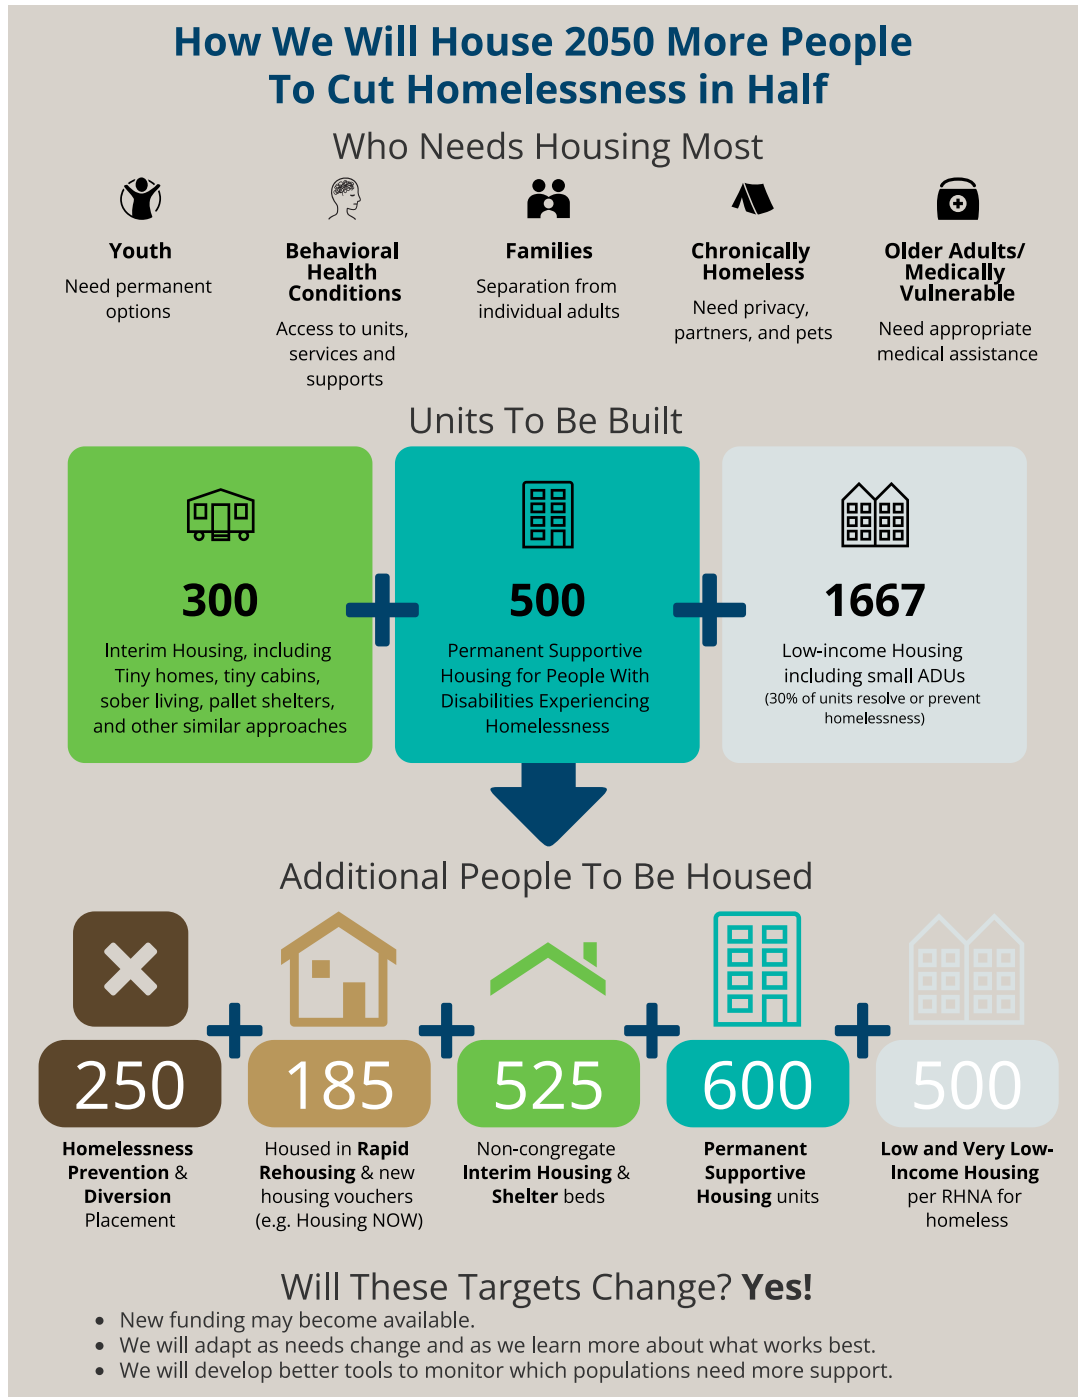 How We Will House 2050 More People
To Cut Homelessness in Half
Who Needs Housing Most
Youth
Need permanent
options
Behavioral
Health
Conditions
Access to units,
services and
supports
Families
Separation from
individual adults
Chronically
Homeless
Need privacy,
partners, and pets
Older Adults/
Medically
Vulnerable
Need appropriate
medical assistance
Units To Be Built
300
Interim Housing, including
Tiny homes, tiny cabins,
sober living, pallet shelters,
and other similar approaches
500
Permanent Supportive
Housing for People With
Disabilities Experiencing
Homelessness
1667
Low-income Housing
including small ADUs
(30% of units resolve or prevent
homelessness)
Additional People To Be Housed
250
Homelessness
Prevention &
Diversion
Placement
185
Housed in Rapid
Rehousing & new
housing vouchers
(e.g. Housing NOW)
525
Non-congregate
Interim Housing &
Shelter beds
600
Permanent
Supportive
Housing units
500
Low and Very Low-
Income Housing
per RHNA for
homeless
Will These Targets Change? Yes!
• New funding may become available.
• We will adapt as needs change and as we learn more about what works best.
• We will develop better tools to monitor which populations need more support.